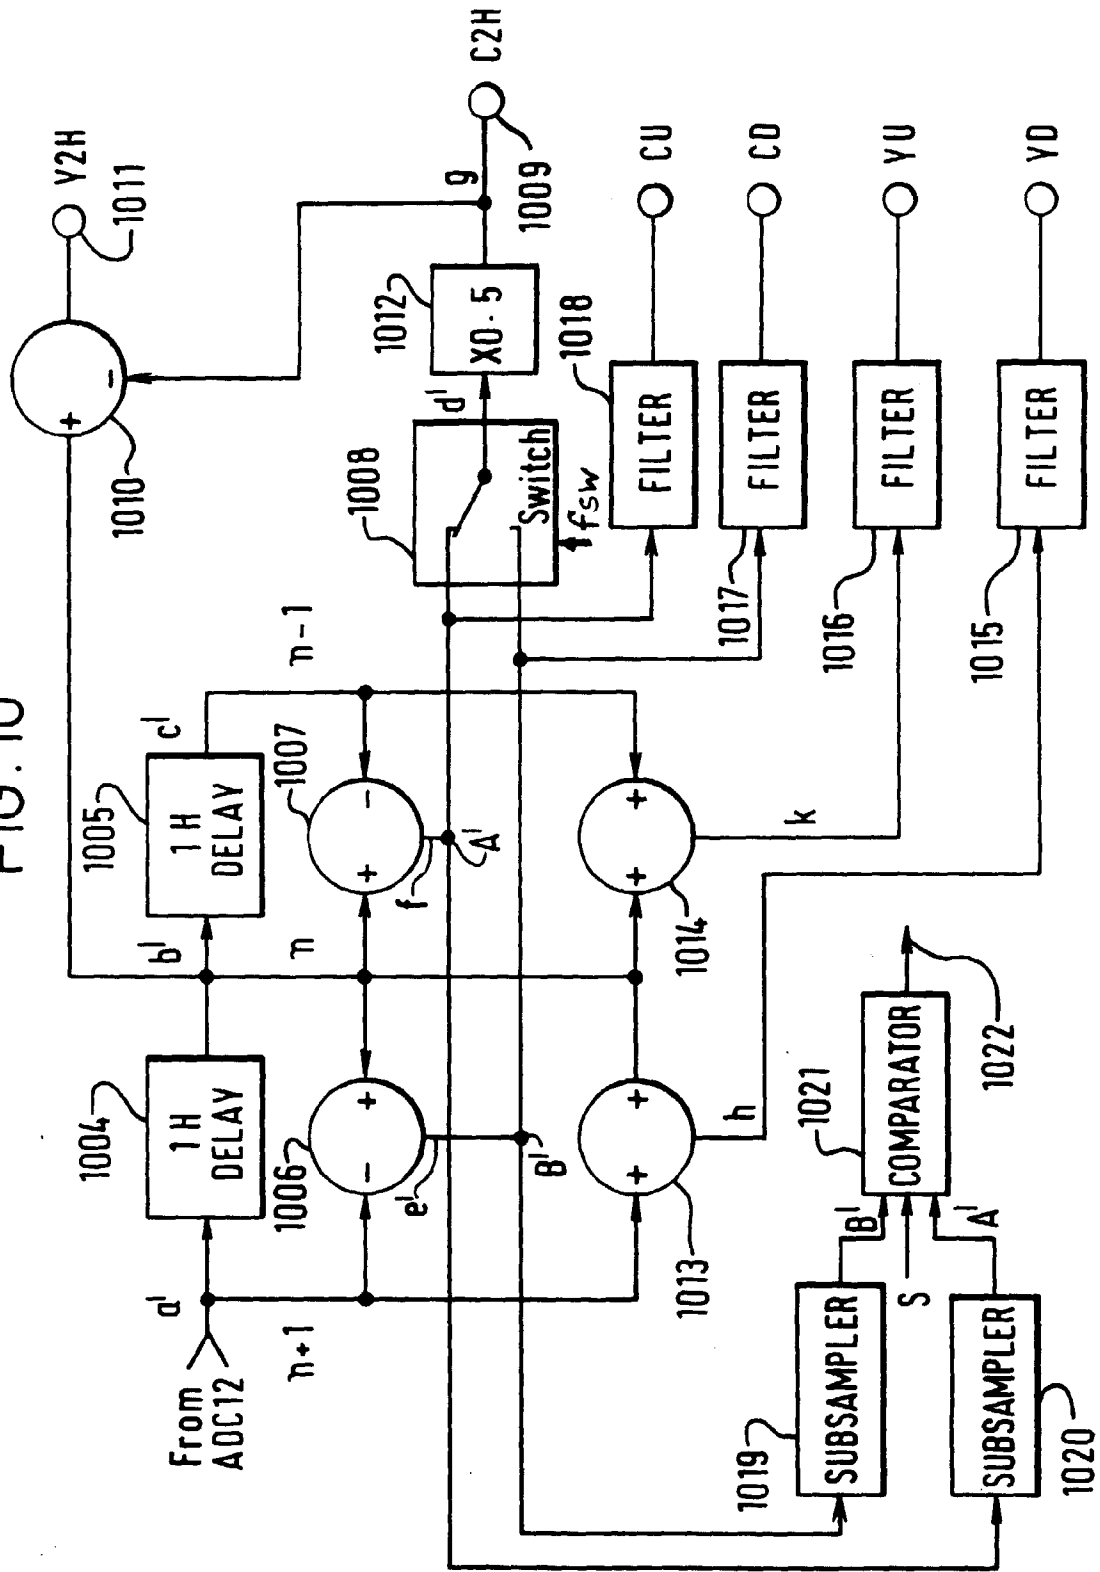 FIG. 10
Y2H
1011
1010
+
-
g
C2H
1009
1012
X0.5
d'
1008
Switch
fsw
1018
FILTER
CU
1017
FILTER
CD
1016
FILTER
YU
1015
FILTER
YD
From
ADC12
a'
1004
1H
DELAY
b'
1005
1H
DELAY
c'
n+1
n
n-1
1006
-
+
e'
B'
1007
+
-
f
A'
1013
+
+
h
1014
+
+
k
1019
SUBSAMPLER
B'
S
1020
SUBSAMPLER
A'
1021
COMPARATOR
1022